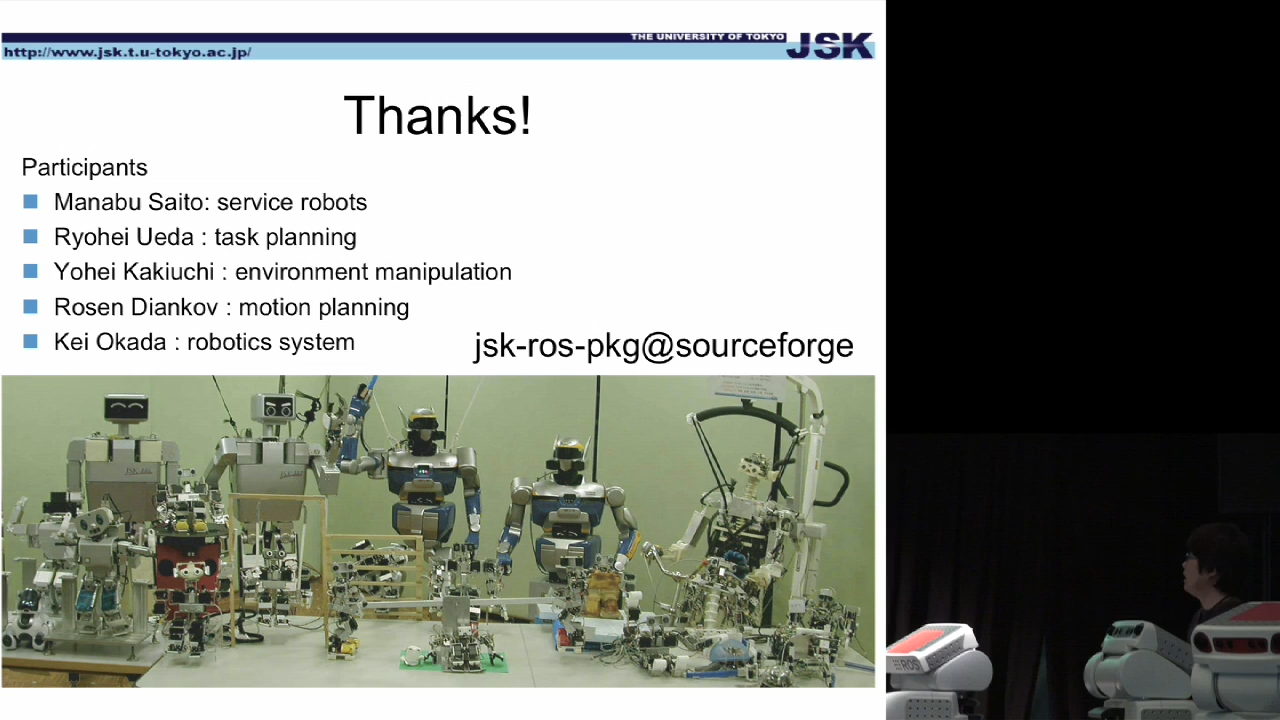 THE UNIVERSITY OF TOKYO
JSK
http://www.jsk.t.u-tokyo.ac.jp/
Thanks!
Participants
Manabu Saito: service robots
Ryohei Ueda : task planning
Yohei Kakiuchi : environment manipulation
Rosen Diankov : motion planning
Kei Okada : robotics system
jsk-ros-pkg@sourceforge
ROS